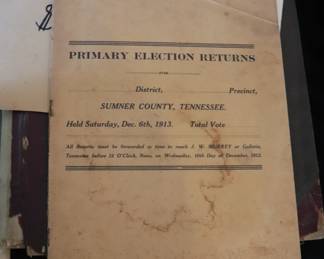 PRIMARY ELECTION RETURNS
District, Precinct,
SUMNER COUNTY, TENNESSEE.
Held Saturday, Dec. 6th, 1913. Total Vote
All Reports must be forwarded in time to reach J. W. MURREY at Gallatin,
Tennessee before 12 O'Clock, Noon, on Wednesday, 10th Day of December, 1913.